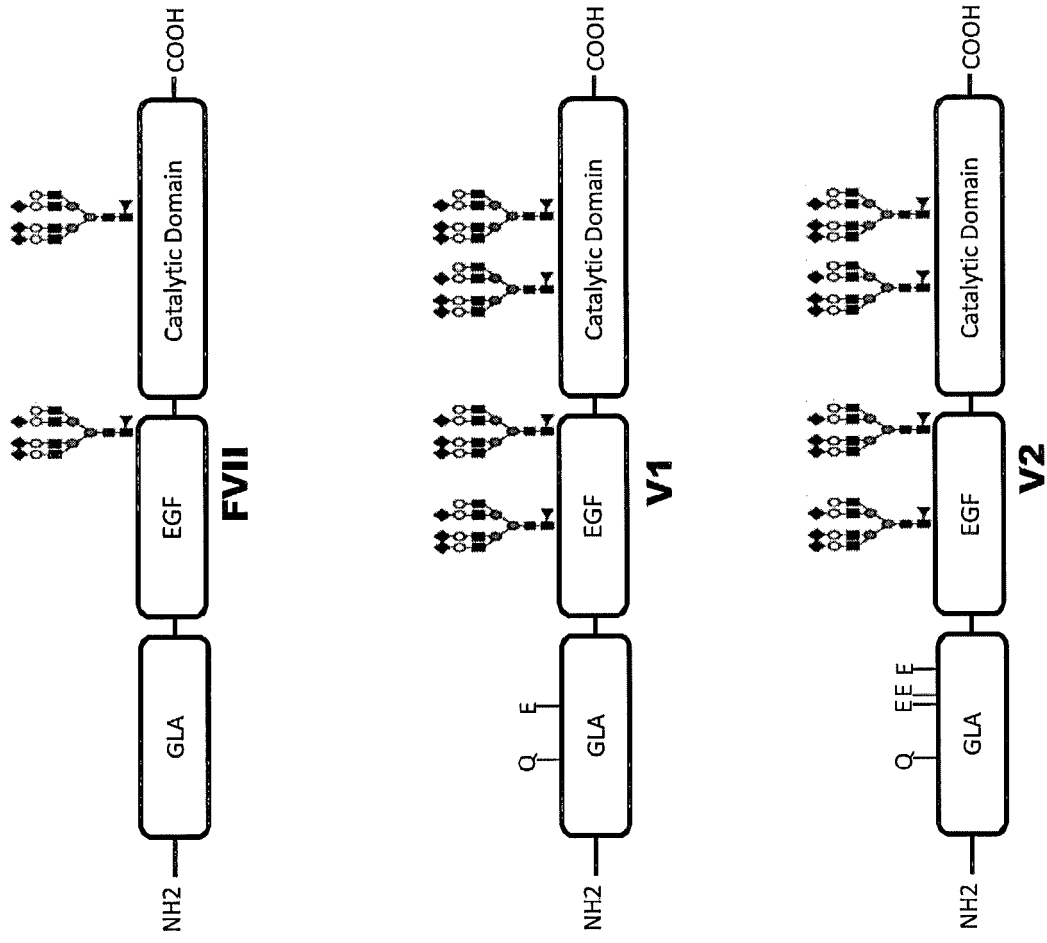 NH2 GLA EGF Catalytic Domain COOH
FVII
Q E
NH2 GLA EGF Catalytic Domain COOH
V1
Q E E E
NH2 GLA EGF Catalytic Domain COOH
V2